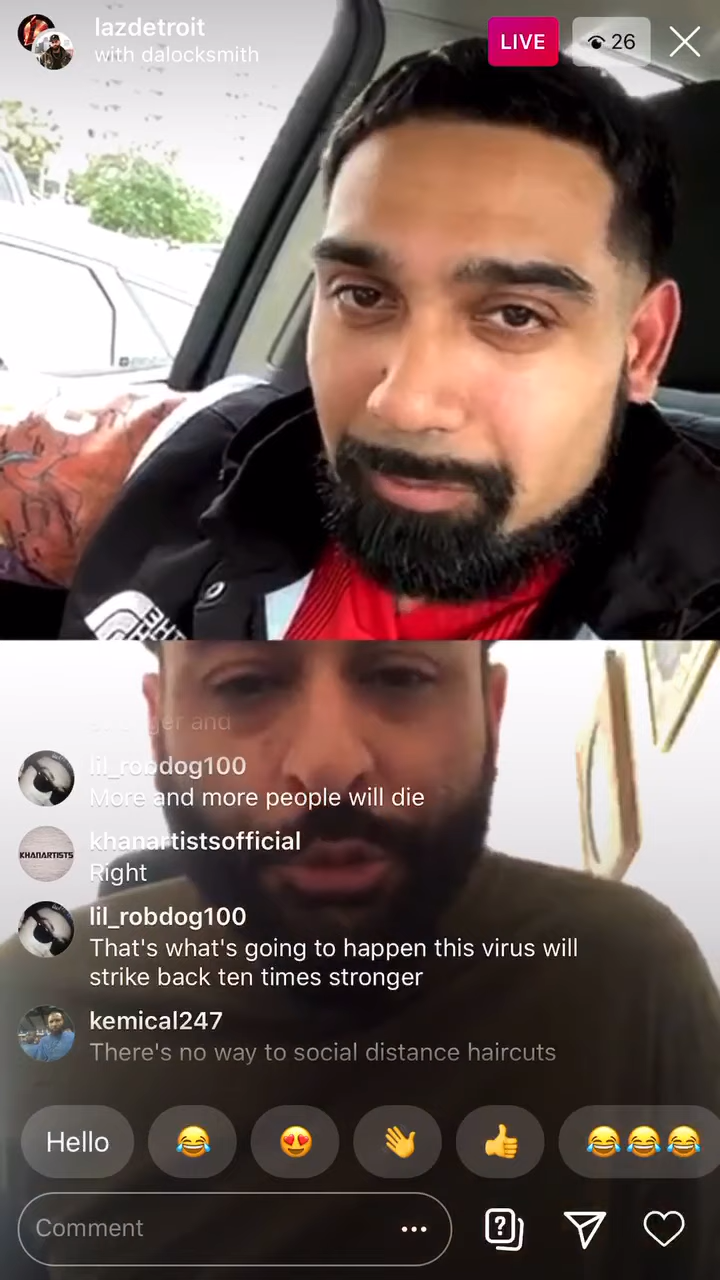 lazdetroit
with dalocksmith
LIVE
26
lil_robdog100
More and more people will die
KHANARTISTS
khanartistsofficial
Right
lil_robdog100
That's what's going to happen this virus will
strike back ten times stronger
kemical247
There's no way to social distance haircuts
Hello
Comment